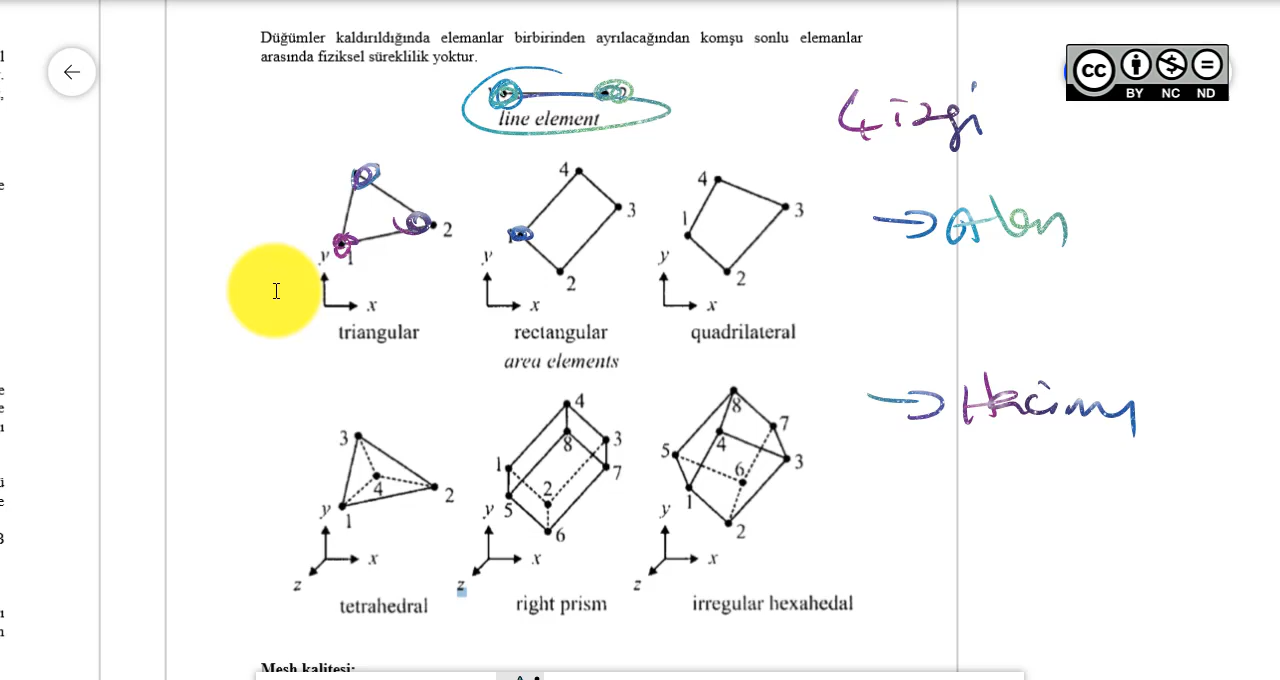 Düğümler kaldırıldığında elemanlar birbirinden ayrılacağından komşu sonlu elemanlar
arasında fiziksel süreklilik yoktur.
cc
BY NC ND
line element
Çizgi
4
3
2
1
y
x
triangular
4
3
2
y
x
rectangular
4
3
1
2
y
x
quadrilateral
area elements
Alan
Hacim
3
4
2
1
y
x
z
tetrahedral
4
8
3
1
7
2
5
6
y
x
z
right prism
8
7
4
5
3
6
1
2
y
x
z
irregular hexahedal
Mesh kalitesi: